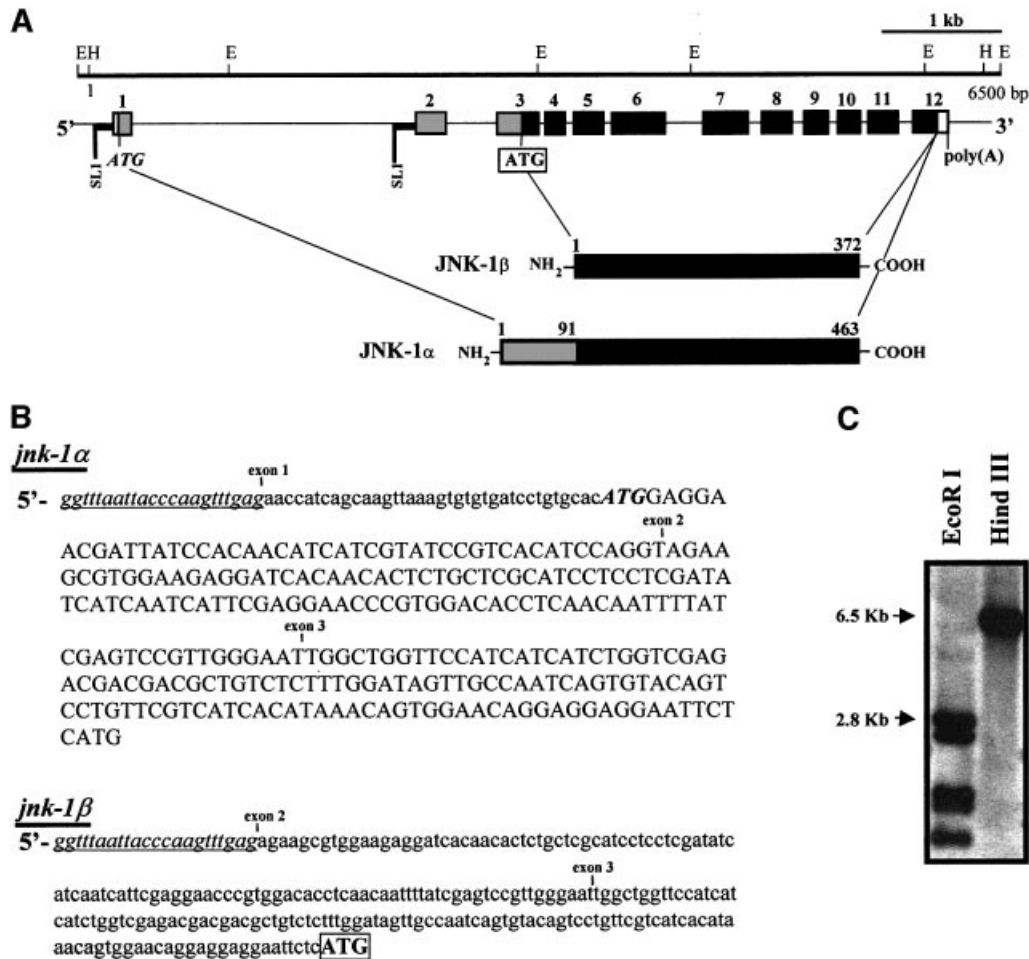 A
1 kb
EH E E E E H E
1 6500 bp
1 2 3 4 5 6 7 8 9 10 11 12
5' 3'
SL1 ATG SL1 ATG poly(A)
1 372
JNK-1β NH2 COOH
1 91 463
JNK-1α NH2 COOH
B
jnk-1α
exon 1
5'- ggtttaattacccaagtttgagaaccatcagcaagttaaagtgtgtgatcctgtgcacATGGAGGA
exon 2
ACGATTATCCACAACATCATCGTATCCGTCACATCCAGGTAGAA
GCGTGGAAGAGGATCACAACACTCTGCTCGCATCCTCCTCGATA
TCATCAATCATTCGAGGAACCCGTGGACACCTCAACAATTTTAT
exon 3
CGAGTCCGTTGGGAATTGGCTGGTTCCATCATCATCTGGTCGAG
ACGACGACGCTGTCTCTTTGGATAGTTGCCAATCAGTGTACAGT
CCTGTTCGTCATCACATAAACAGTGGAACAGGAGGAGGAATTCT
CATG
jnk-1β
exon 2
5'- ggtttaattacccaagtttgagagaagcgtggaagaggatcacaacactctgctcgcatcctcctcgatatc
exon 3
atcaatcattcgaggaacccgtggacacctcaacaattttatcgagtccgttgggaattggctggttccatcat
catctggtcgagacgacgacgctgtctctttggatagttgccaatcagtgtacagtcctgttcgtcatcacata
aacagtggaacaggaggaggaattctcATG
C
EcoR I
Hind III
6.5 Kb
2.8 Kb